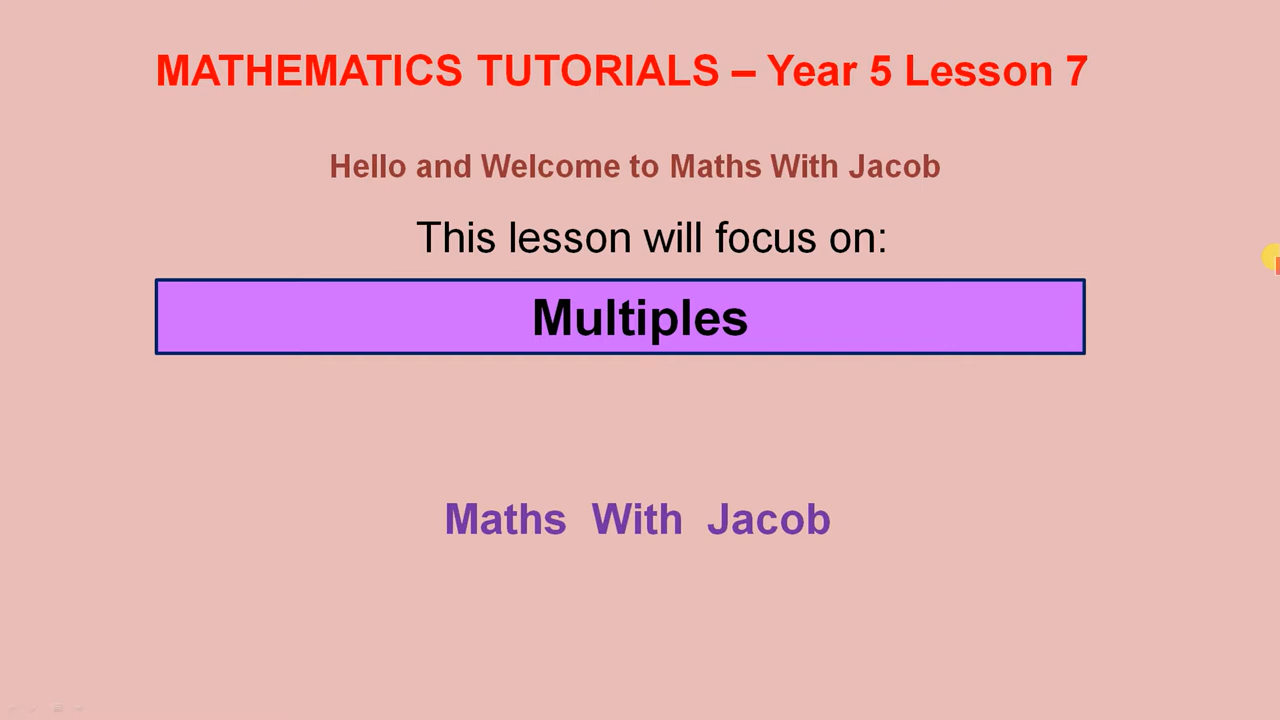 MATHEMATICS TUTORIALS – Year 5 Lesson 7
Hello and Welcome to Maths With Jacob
This lesson will focus on:
Multiples
Maths With Jacob